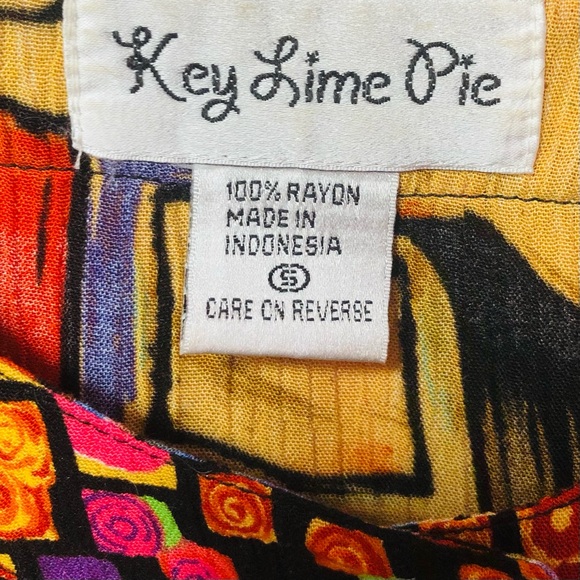 Key Lime Pie
100% RAYON
MADE IN
INDONESIA
S
CARE ON REVERSE